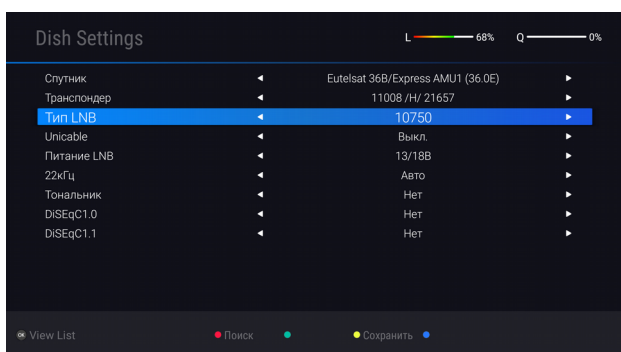 Dish Settings L 68% Q 0%
Спутник Eutelsat 36B/Express AMU1 (36.0E)
Транспондер 11008 /H/ 21657
Тип LNB 10750
Unicable Выкл.
Питание LNB 13/18В
22кГц Авто
Тональник Нет
DiSEqC1.0 Нет
DiSEqC1.1 Нет
OK View List Поиск Сохранить